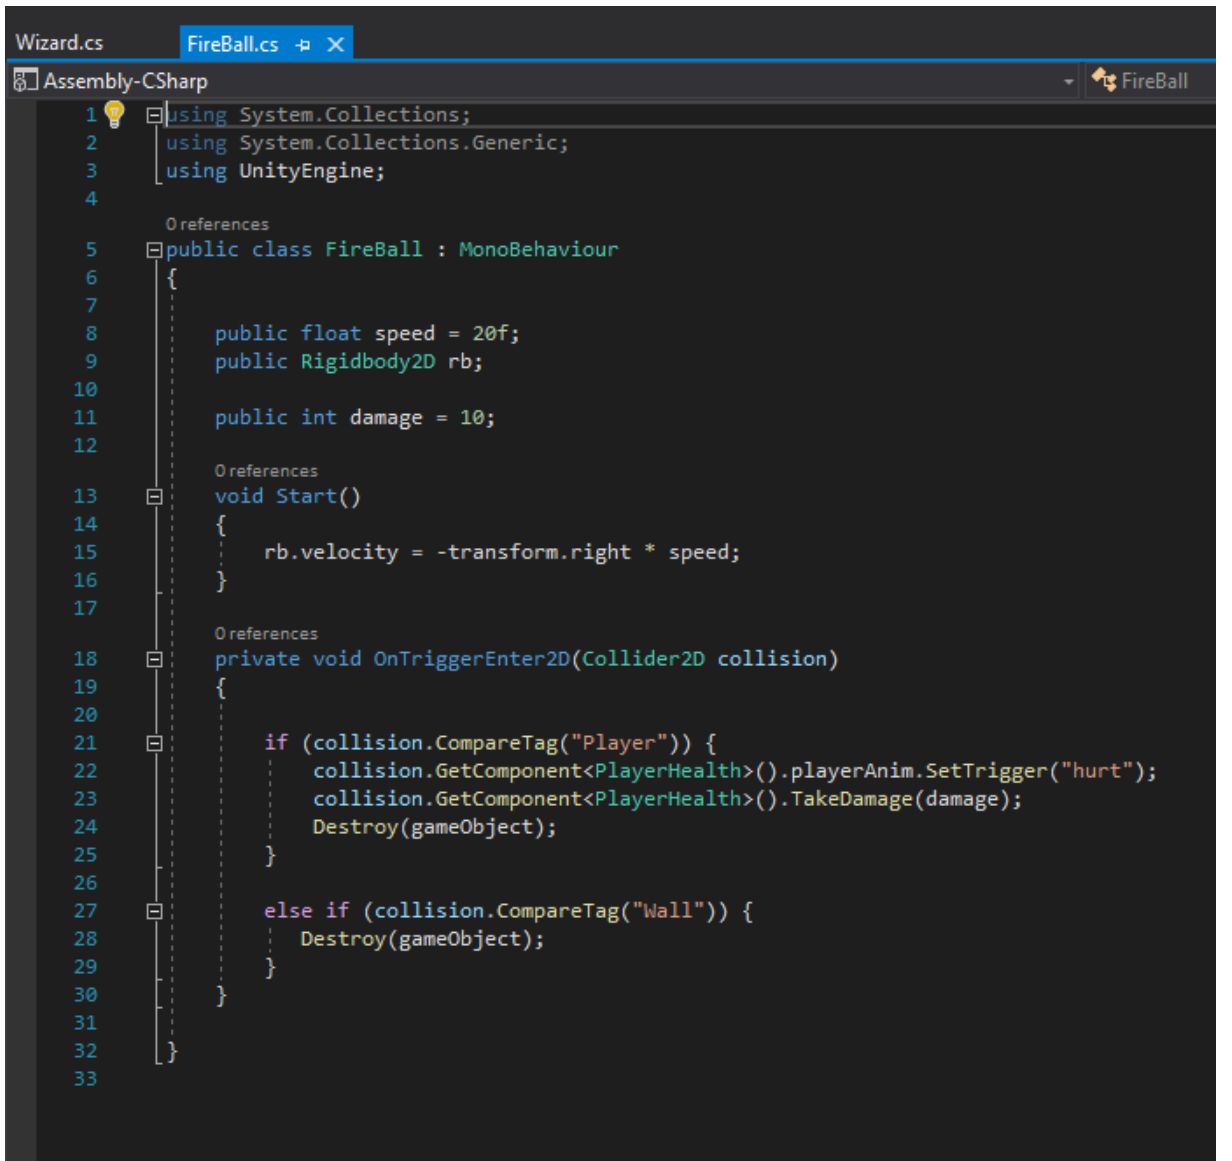 Wizard.cs FireBall.cs
Assembly-CSharp FireBall
1 using System.Collections;
2 using System.Collections.Generic;
3 using UnityEngine;
4
0 references
5 public class FireBall : MonoBehaviour
6 {
7
8 public float speed = 20f;
9 public Rigidbody2D rb;
10
11 public int damage = 10;
12
0 references
13 void Start()
14 {
15 rb.velocity = -transform.right * speed;
16 }
17
0 references
18 private void OnTriggerEnter2D(Collider2D collision)
19 {
20
21 if (collision.CompareTag("Player")) {
22 collision.GetComponent<PlayerHealth>().playerAnim.SetTrigger("hurt");
23 collision.GetComponent<PlayerHealth>().TakeDamage(damage);
24 Destroy(gameObject);
25 }
26
27 else if (collision.CompareTag("Wall")) {
28 Destroy(gameObject);
29 }
30 }
31
32 }
33